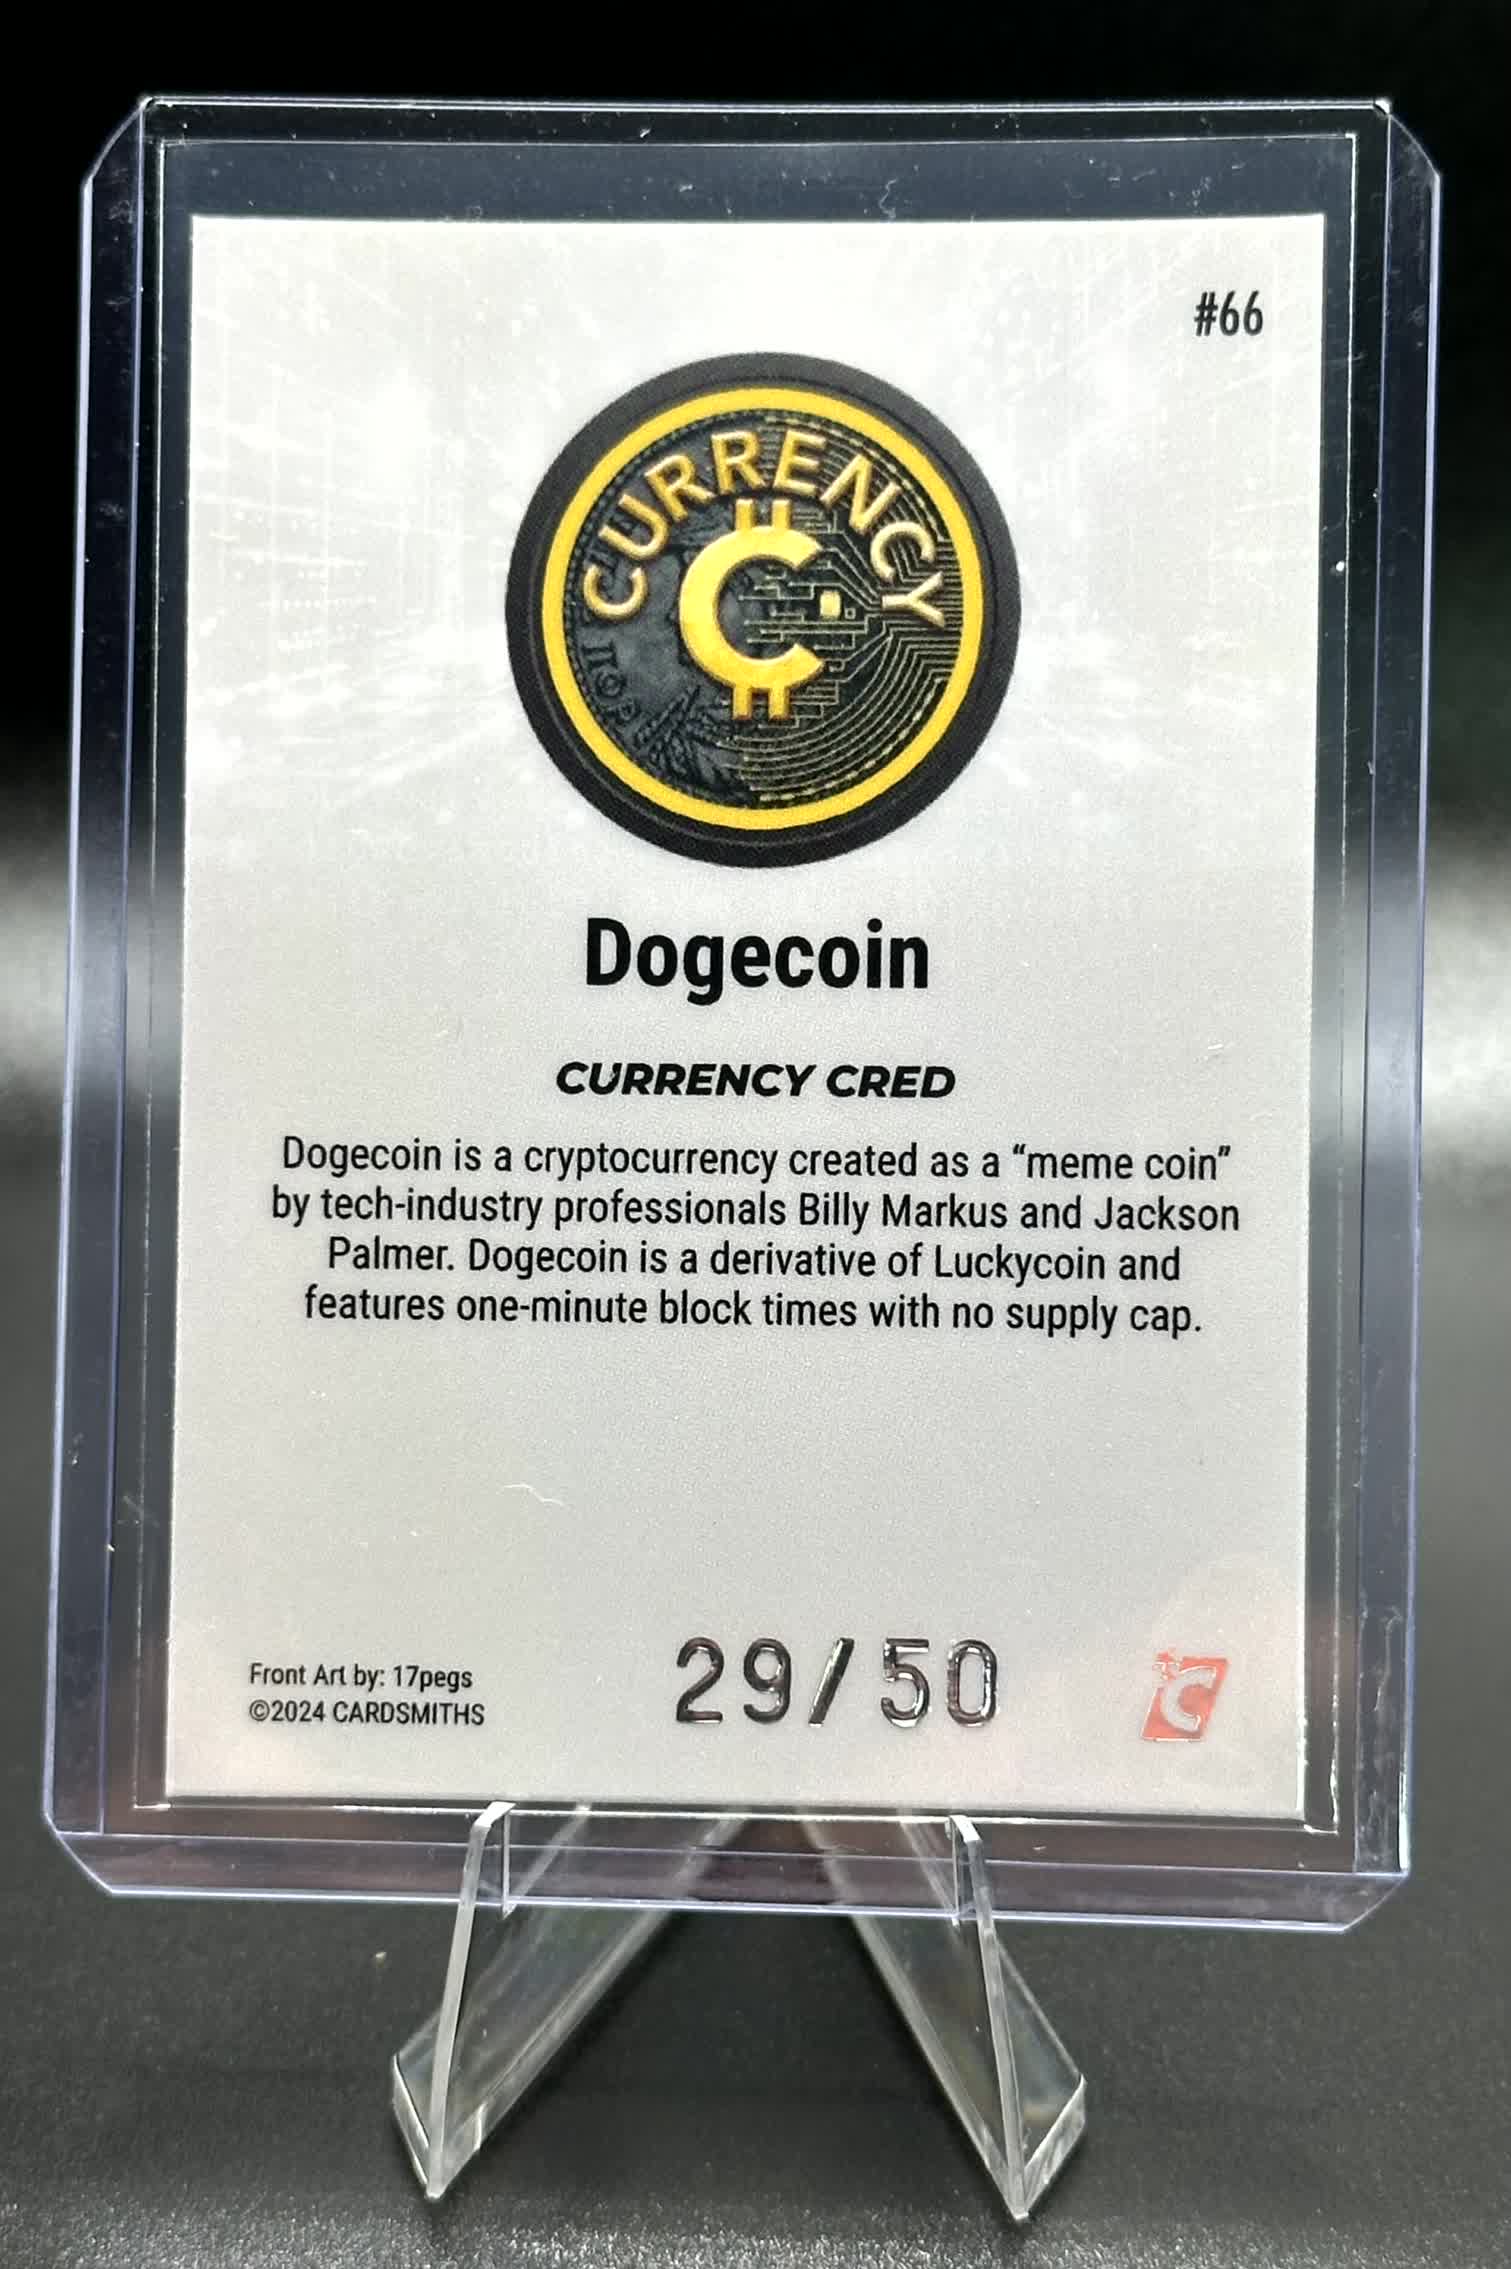 #66
CURRENCY
Dogecoin
CURRENCY CRED
Dogecoin is a cryptocurrency created as a “meme coin”
by tech-industry professionals Billy Markus and Jackson
Palmer. Dogecoin is a derivative of Luckycoin and
features one-minute block times with no supply cap.
Front Art by: 17pegs
©2024 CARDSMITHS
29/50
C